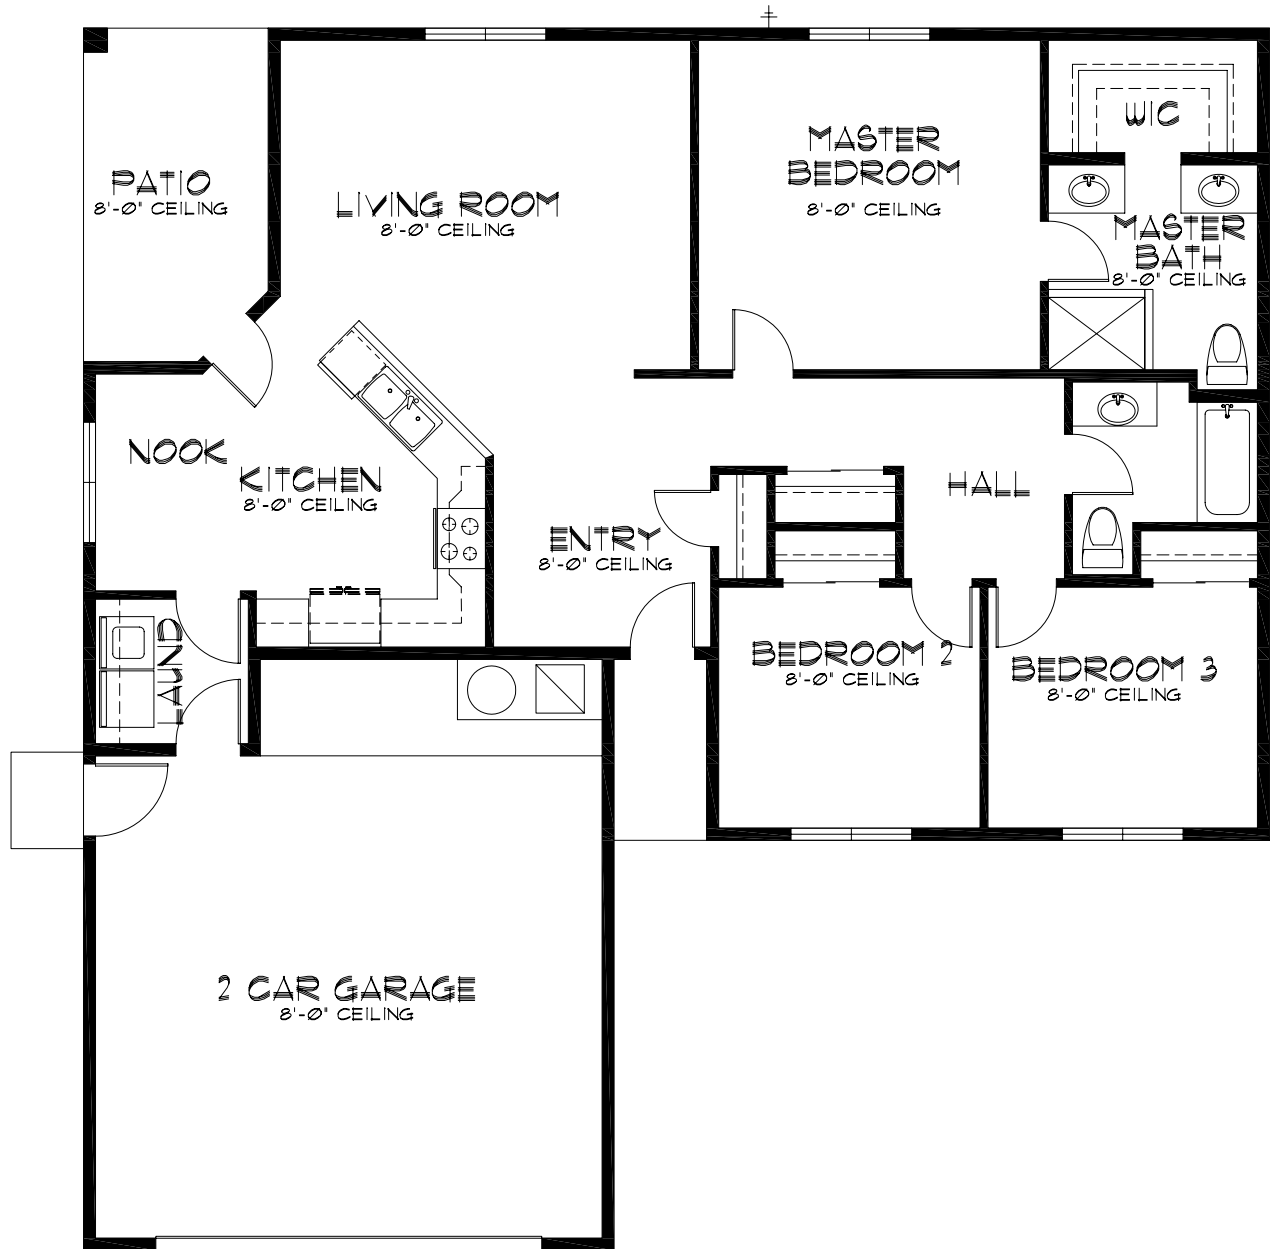 PATIO
8'-0" CEILING
LIVING ROOM
8'-0" CEILING
MASTER
BEDROOM
8'-0" CEILING
WIC
MASTER
BATH
8'-0" CEILING
NOOK
KITCHEN
8'-0" CEILING
ENTRY
8'-0" CEILING
HALL
LAUND
BEDROOM 2
8'-0" CEILING
BEDROOM 3
8'-0" CEILING
2 CAR GARAGE
8'-0" CEILING